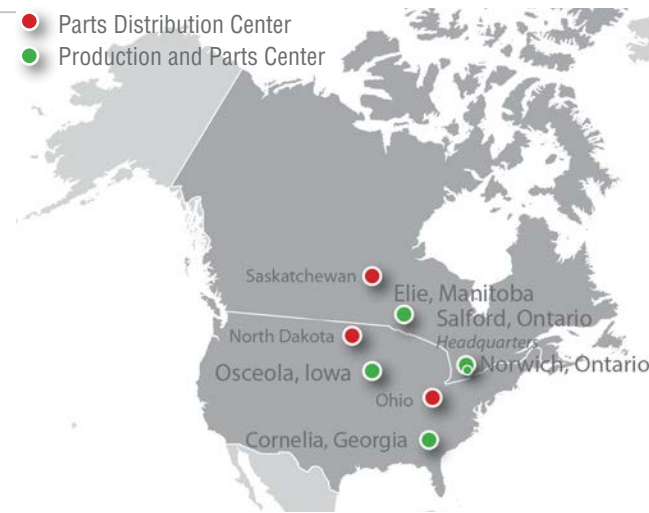 Parts Distribution Center
Production and Parts Center
Saskatchewan
Elie, Manitoba
Salford, Ontario
Headquarters
North Dakota
Norwich, Ontario
Osceola, Iowa
Ohio
Cornelia, Georgia